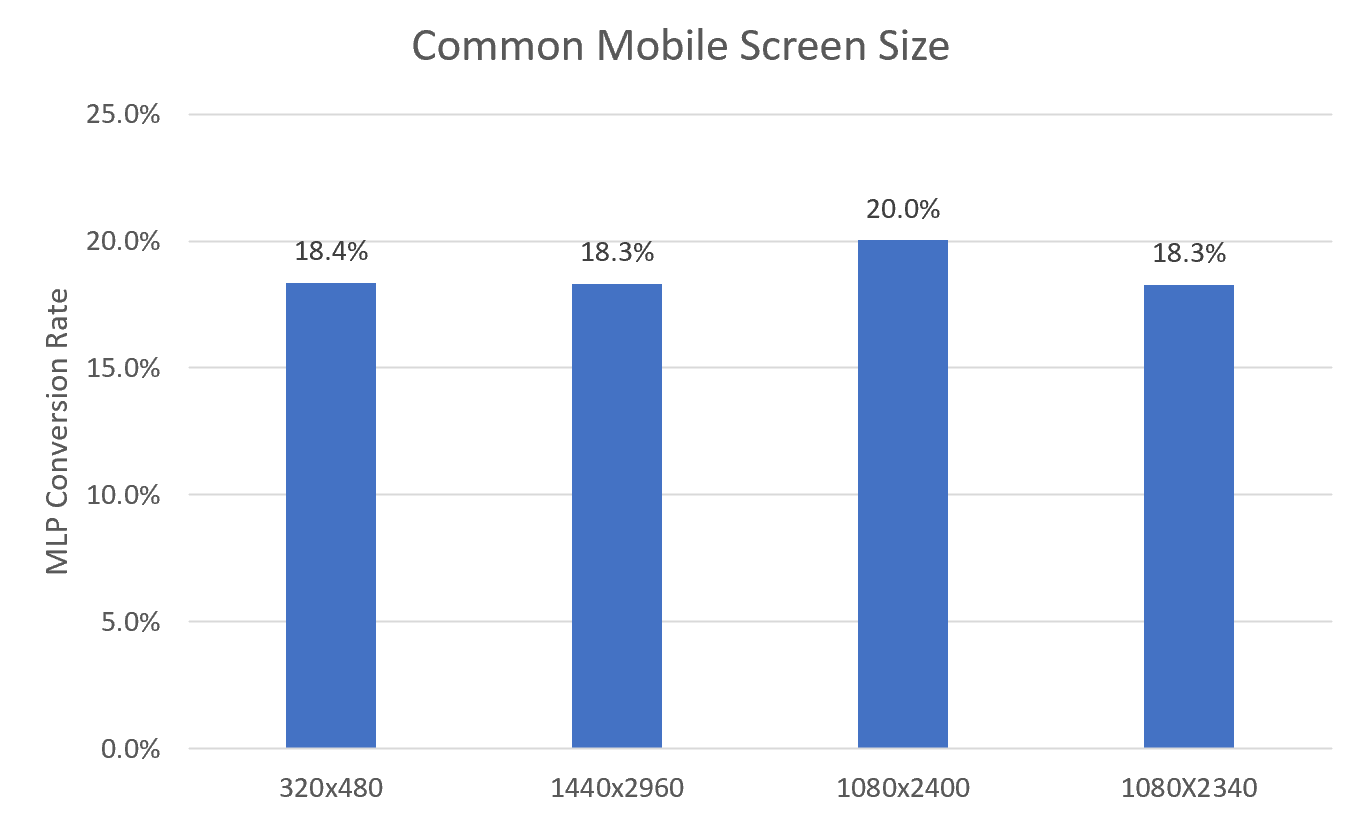 Common Mobile Screen Size
MLP Conversion Rate
25.0%
20.0%
15.0%
10.0%
5.0%
0.0%
18.4%
18.3%
20.0%
18.3%
320x480
1440x2960
1080x2400
1080X2340